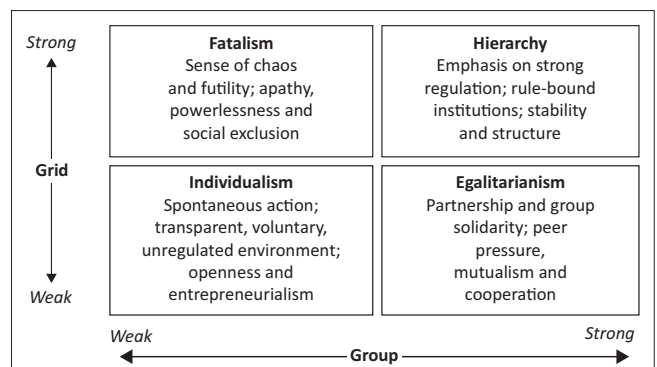 Strong
Fatalism
Sense of chaos
and futility; apathy,
powerlessness and
social exclusion
Hierarchy
Emphasis on strong
regulation; rule-bound
institutions; stability
and structure
Grid
Individualism
Spontaneous action;
transparent, voluntary,
unregulated environment;
openness and
entrepreneurialism
Egalitarianism
Partnership and group
solidarity; peer
pressure,
mutualism and
cooperation
Weak
Weak
Strong
Group